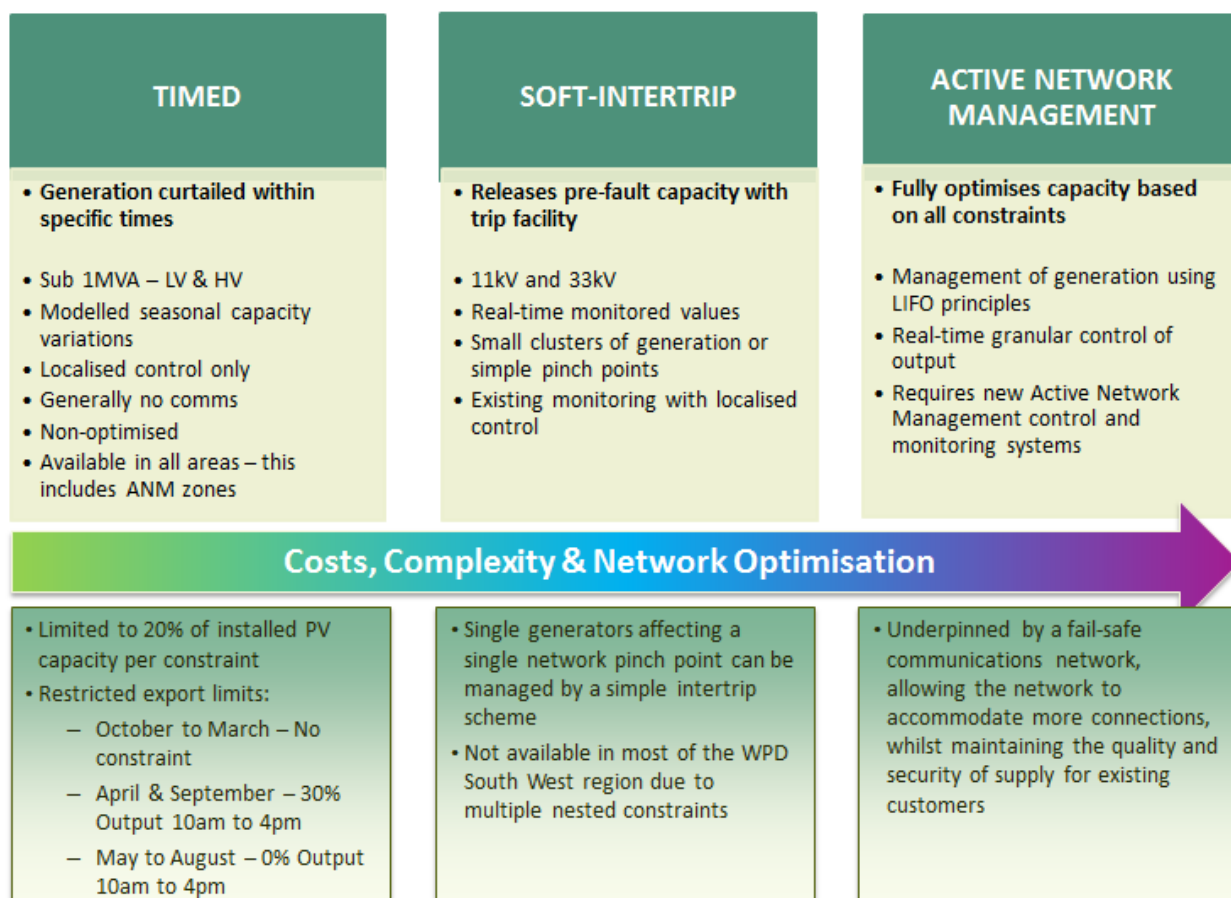 TIMED
• Generation curtailed within
specific times
• Sub 1MVA – LV & HV
• Modelled seasonal capacity
variations
• Localised control only
• Generally no comms
• Non-optimised
• Available in all areas – this
includes ANM zones
SOFT-INTERTRIP
• Releases pre-fault capacity with
trip facility
• 11kV and 33kV
• Real-time monitored values
• Small clusters of generation or
simple pinch points
• Existing monitoring with localised
control
ACTIVE NETWORK
MANAGEMENT
• Fully optimises capacity based
on all constraints
• Management of generation using
LIFO principles
• Real-time granular control of
output
• Requires new Active Network
Management control and
monitoring systems
Costs, Complexity & Network Optimisation
• Limited to 20% of installed PV
capacity per constraint
• Restricted export limits:
– October to March – No
constraint
– April & September – 30%
Output 10am to 4pm
– May to August – 0% Output
10am to 4pm
• Single generators affecting a
single network pinch point can be
managed by a simple intertrip
scheme
• Not available in most of the WPD
South West region due to
multiple nested constraints
• Underpinned by a fail-safe
communications network,
allowing the network to
accommodate more connections,
whilst maintaining the quality and
security of supply for existing
customers